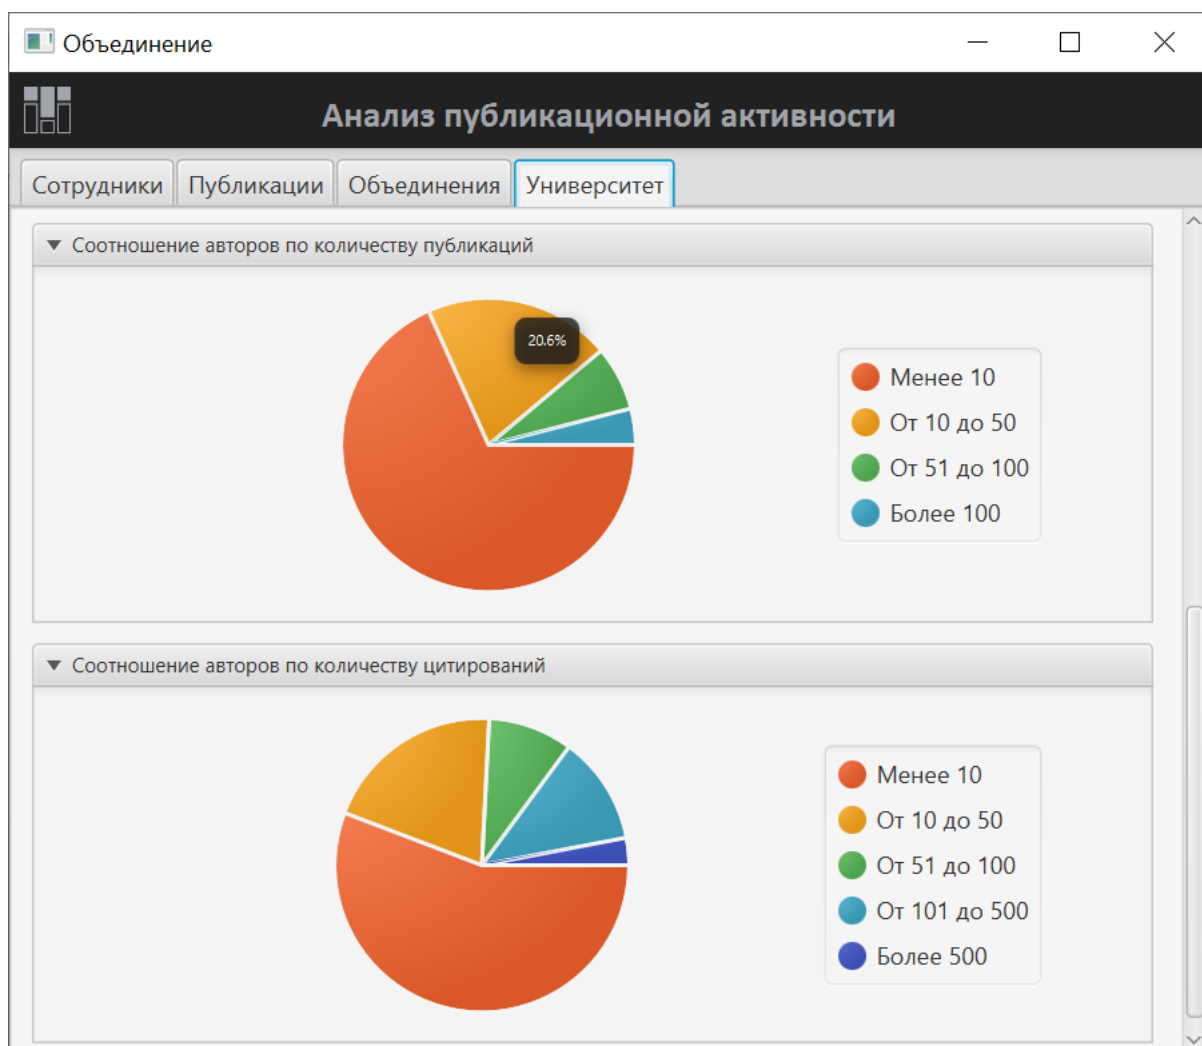 Объединение
Анализ публикационной активности
Сотрудники Публикации Объединения Университет
Соотношение авторов по количеству публикаций
20.6%
Менее 10
От 10 до 50
От 51 до 100
Более 100
Соотношение авторов по количеству цитирований
Менее 10
От 10 до 50
От 51 до 100
От 101 до 500
Более 500